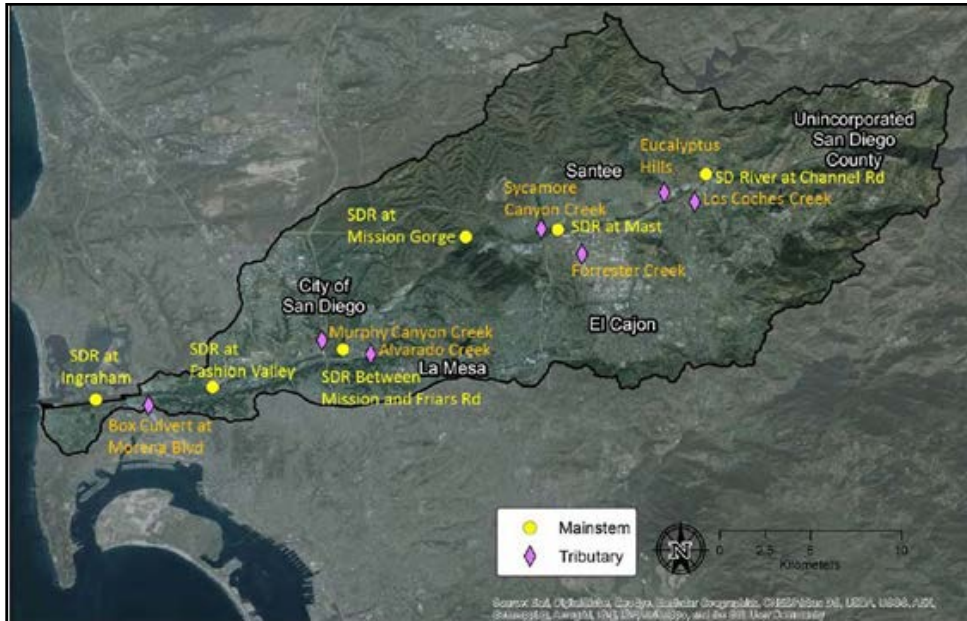 Unincorporated
San Diego
County
Eucalyptus
Hills
Santee
SD River at Channel Rd
Los Coches Creek
Sycamore
Canyon Creek
SDR at Mast
SDR at
Mission Gorge
Forrester Creek
City of
San Diego
El Cajon
Murphy Canyon Creek
Alvarado Creek
La Mesa
SDR at
Ingraham
SDR at
Fashion Valley
SDR Between
Mission and Friars Rd
Box Culvert at
Morena Blvd
Mainstem
Tributary
N
0 2.5 5 10
Kilometers